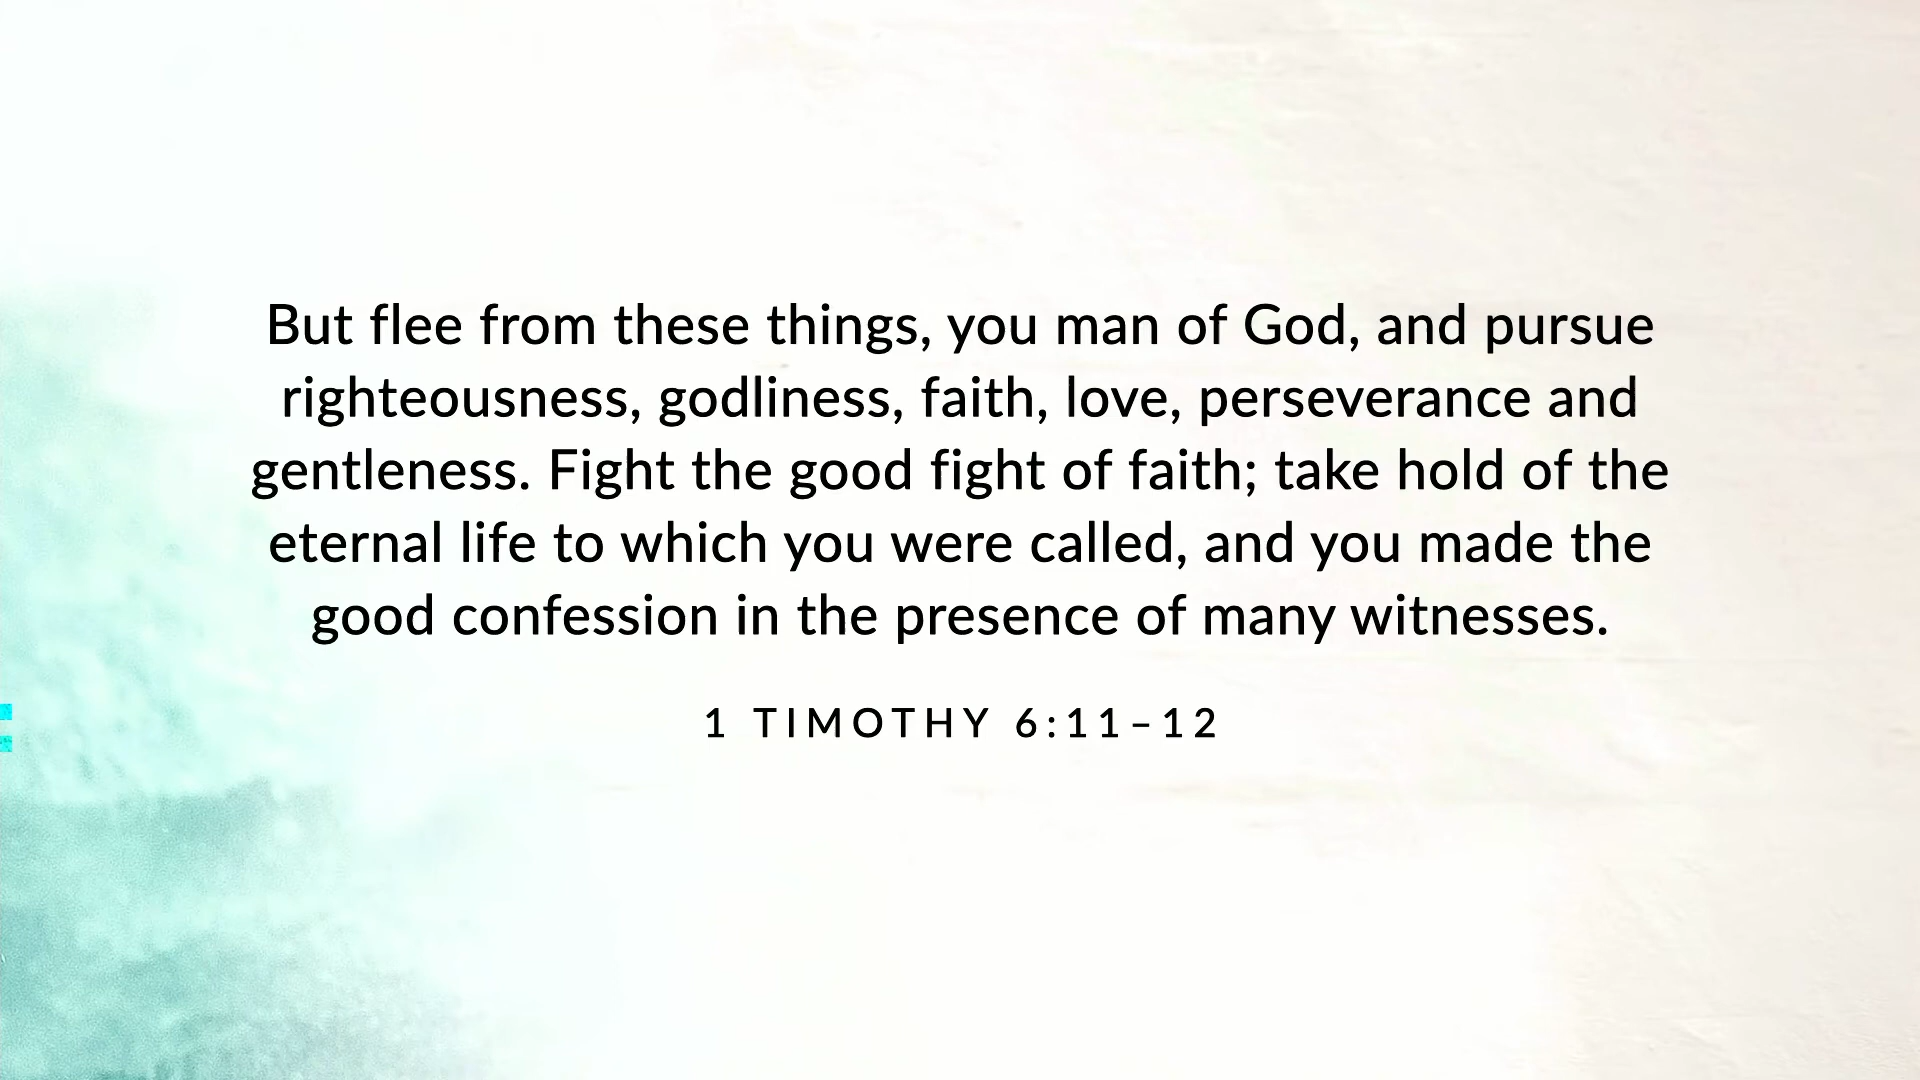 But flee from these things, you man of God, and pursue
righteousness, godliness, faith, love, perseverance and
gentleness. Fight the good fight of faith; take hold of the
eternal life to which you were called, and you made the
good confession in the presence of many witnesses.
1 TIMOTHY 6:11–12